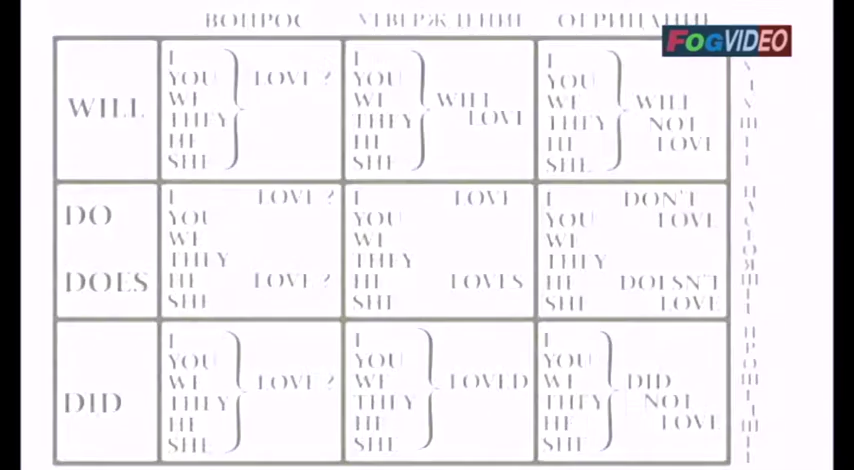 ВОПРОС УТВЕРЖДЕНИЕ ОТРИЦАНИЕ
FOGVIDEO
WILL
I
YOU LOVE ?
WE
THEY
HE
SHE
I
YOU
WE WILL
THEY LOVE
HE
SHE
I
YOU
WE WILL
THEY NOT
HE LOVE
SHE
DO
DOES
I LOVE ?
YOU
WE
THEY
HE LOVE ?
SHE
I LOVE
YOU
WE
THEY
HE LOVES
SHE
I DON'T
YOU LOVE
WE
THEY
HE DOESN'T
SHE LOVE
DID
I
YOU
WE LOVE ?
THEY
HE
SHE
I
YOU
WE LOVED
THEY
HE
SHE
I
YOU
WE DID
THEY NOT
HE LOVE
SHE